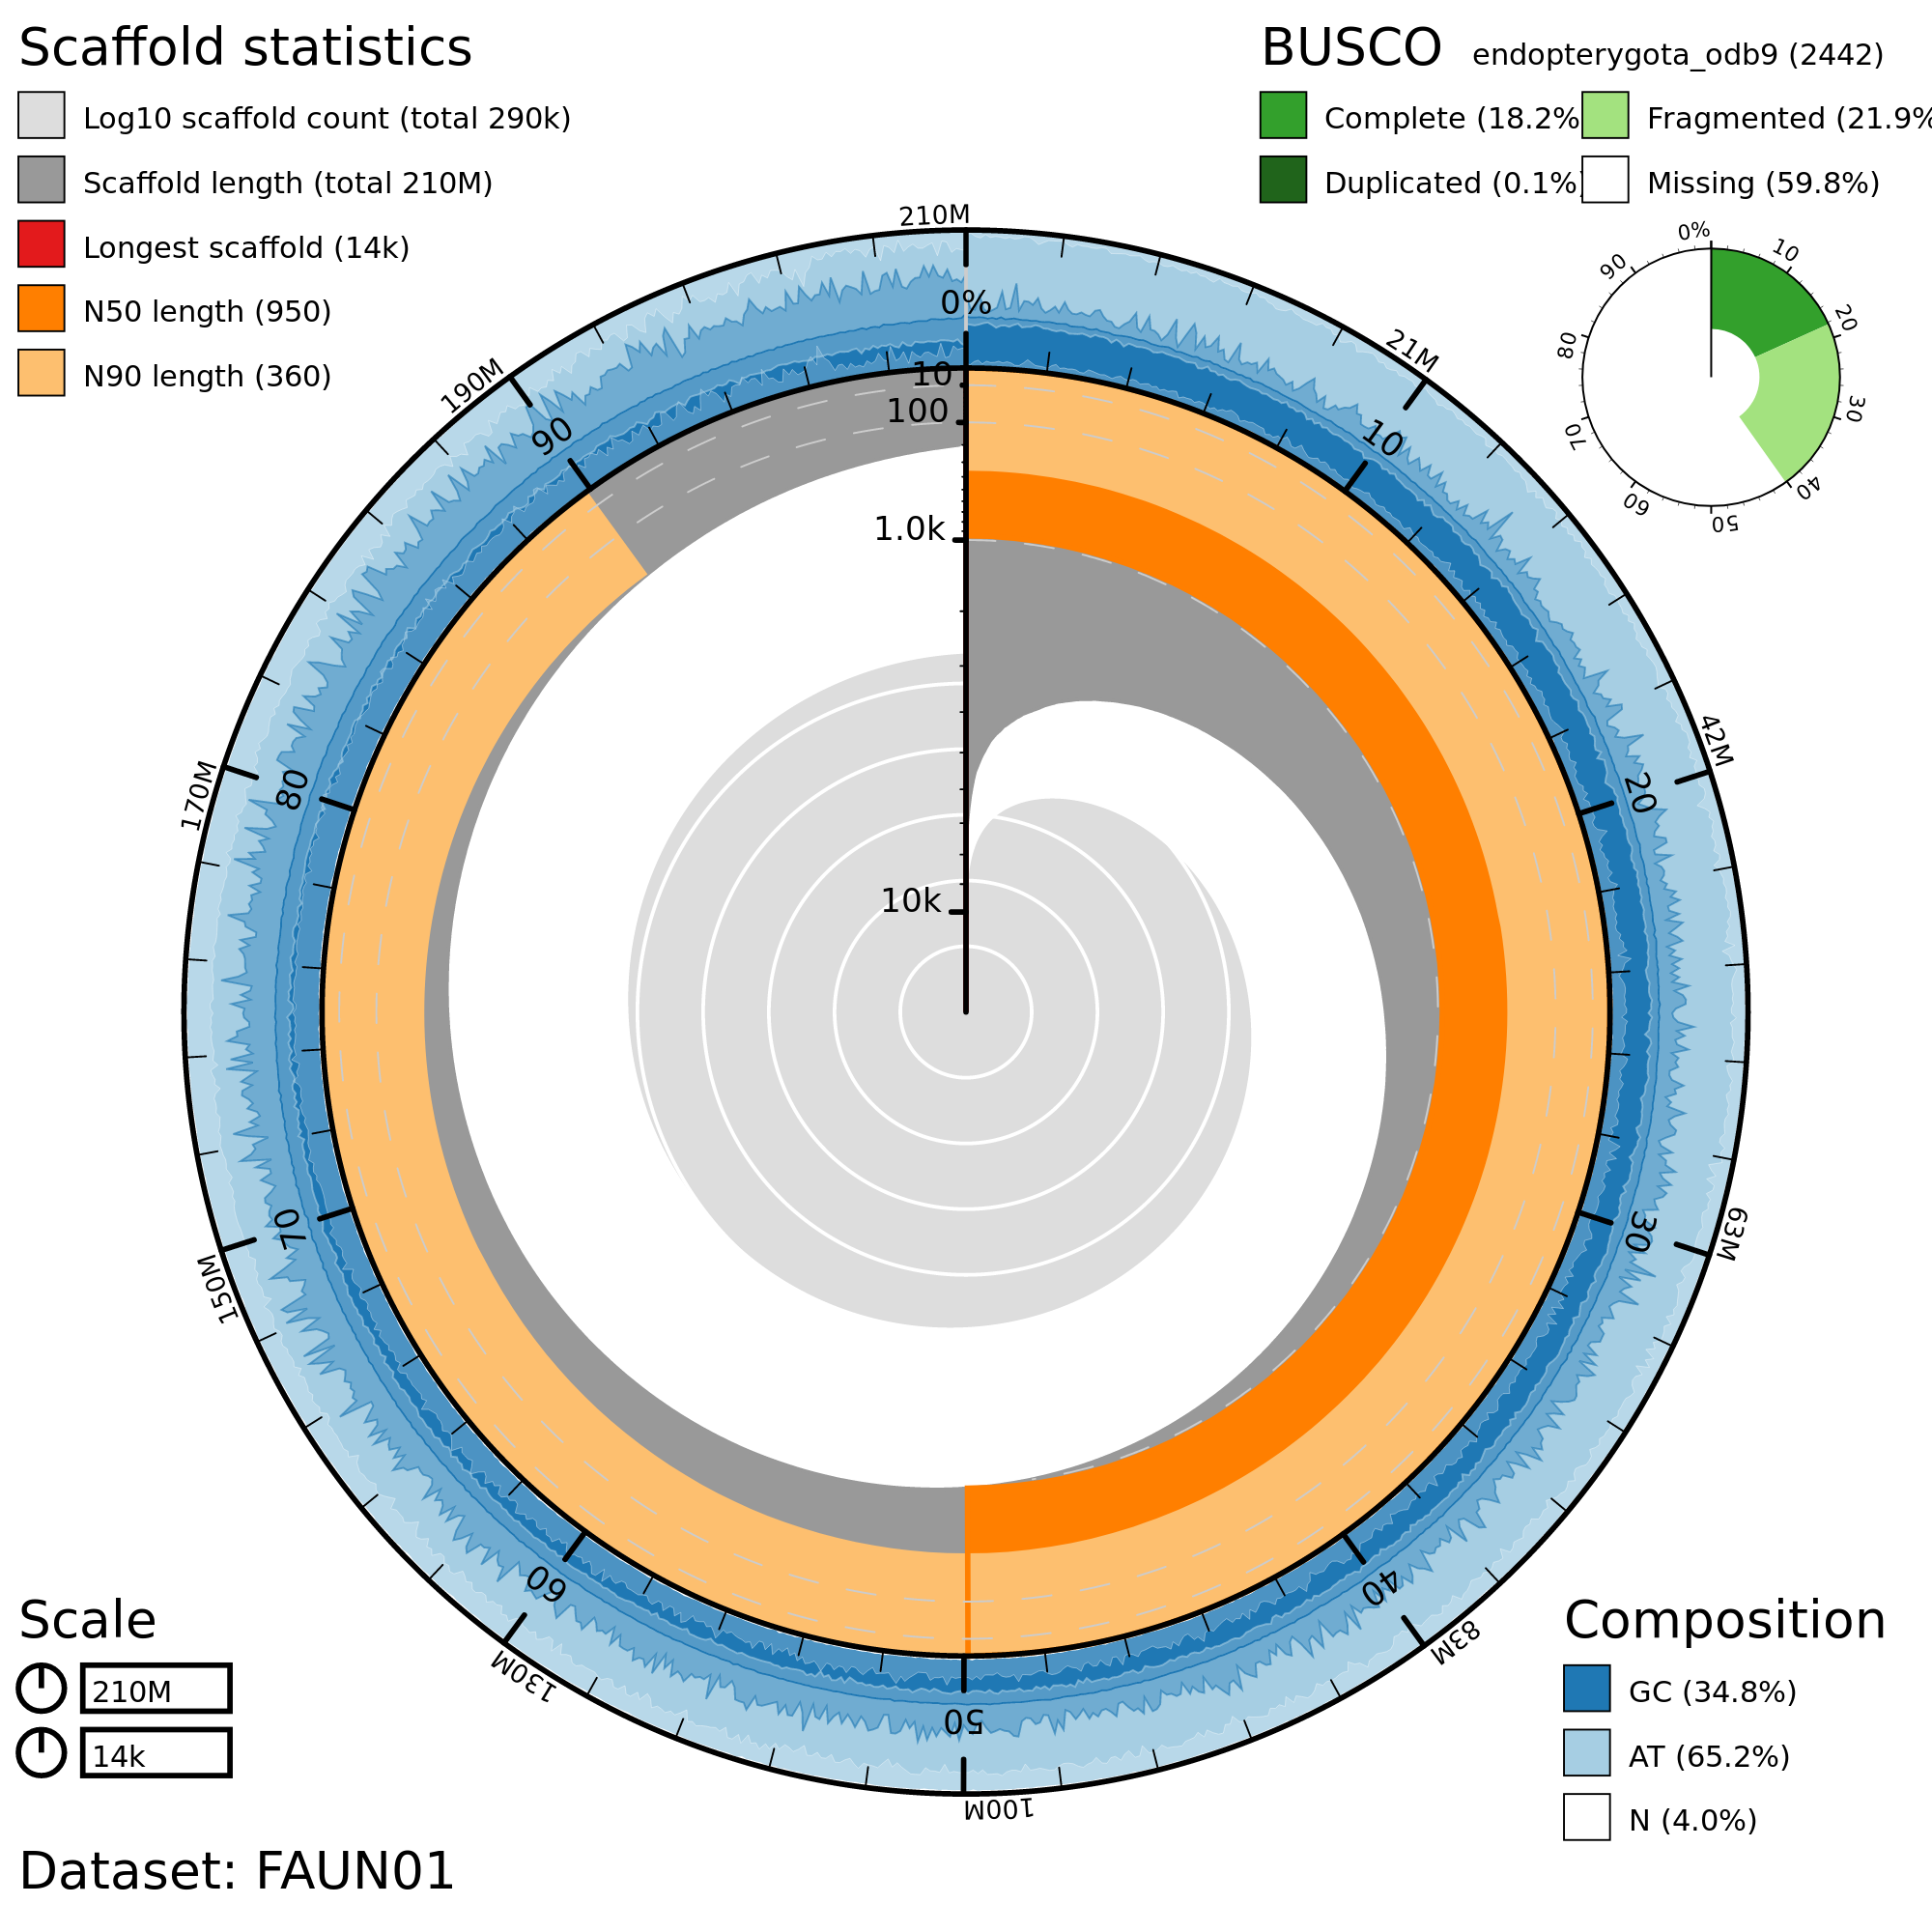 Scaffold statistics
Log10 scaffold count (total 290k)
Scaffold length (total 210M)
Longest scaffold (14k)
N50 length (950)
N90 length (360)
BUSCO endopterygota_odb9 (2442)
Complete (18.2%
Fragmented (21.9%
Duplicated (0.1%)
Missing (59.8%)
0%
10
20
30
40
50
60
70
80
90
210M
21M
42M
63M
83M
100M
130M
150M
170M
190M
0%
10
20
30
40
50
60
70
80
90
10
100
1.0k
10k
Scale
210M
14k
Composition
GC (34.8%)
AT (65.2%)
N (4.0%)
Dataset: FAUN01